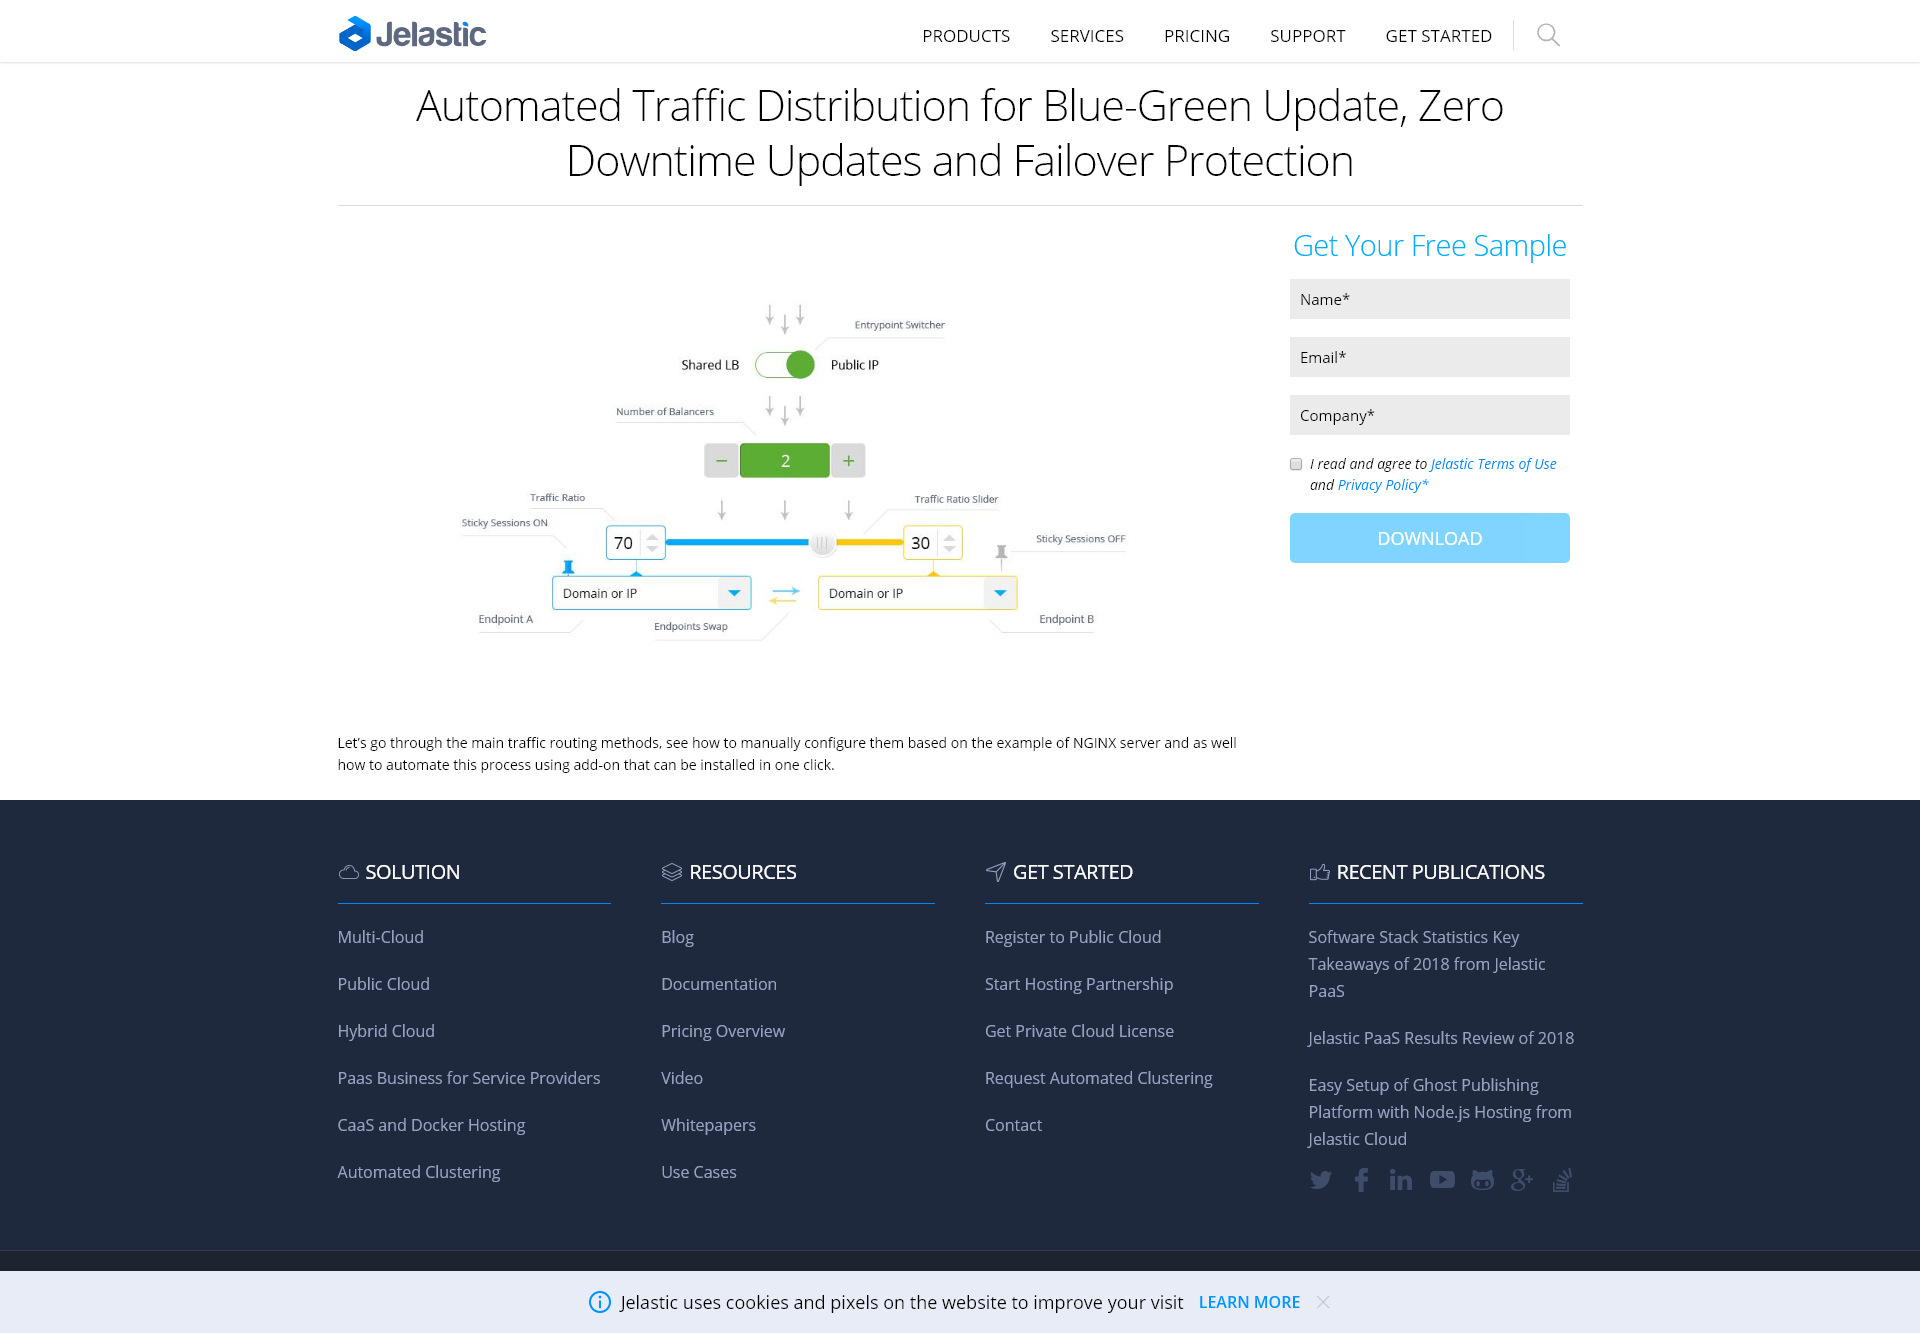 Jelastic
PRODUCTS SERVICES PRICING SUPPORT GET STARTED
Automated Traffic Distribution for Blue-Green Update, Zero
Downtime Updates and Failover Protection
Entrypoint Switcher
Shared LB Public IP
Number of Balancers
− 2 +
Traffic Ratio Traffic Ratio Slider
Sticky Sessions ON
70 30
Sticky Sessions OFF
Domain or IP Domain or IP
Endpoint A Endpoints Swap Endpoint B
Get Your Free Sample
Name*
Email*
Company*
I read and agree to Jelastic Terms of Use
and Privacy Policy*
DOWNLOAD
Let's go through the main traffic routing methods, see how to manually configure them based on the example of NGINX server and as well
how to automate this process using add-on that can be installed in one click.
SOLUTION
Multi-Cloud
Public Cloud
Hybrid Cloud
Paas Business for Service Providers
CaaS and Docker Hosting
Automated Clustering
RESOURCES
Blog
Documentation
Pricing Overview
Video
Whitepapers
Use Cases
GET STARTED
Register to Public Cloud
Start Hosting Partnership
Get Private Cloud License
Request Automated Clustering
Contact
RECENT PUBLICATIONS
Software Stack Statistics Key
Takeaways of 2018 from Jelastic
PaaS
Jelastic PaaS Results Review of 2018
Easy Setup of Ghost Publishing
Platform with Node.js Hosting from
Jelastic Cloud
Jelastic uses cookies and pixels on the website to improve your visit LEARN MORE